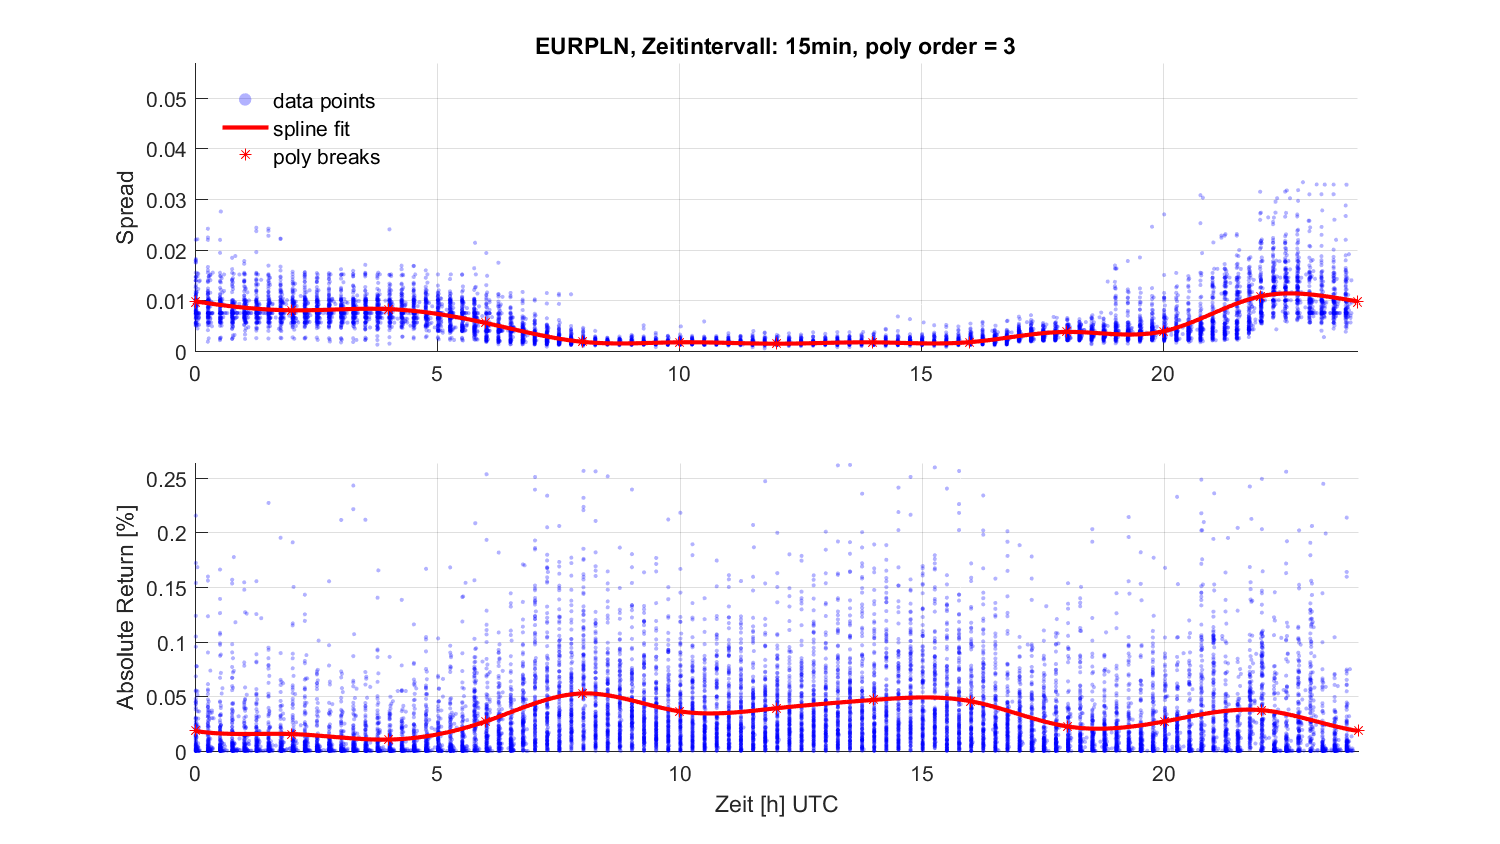 EURPLN, Zeitintervall: 15min, poly order = 3
Spread
0.05
0.04
0.03
0.02
0.01
0
data points
spline fit
poly breaks
0 5 10 15 20
Absolute Return [%]
0.25
0.2
0.15
0.1
0.05
0
0 5 10 15 20
Zeit [h] UTC